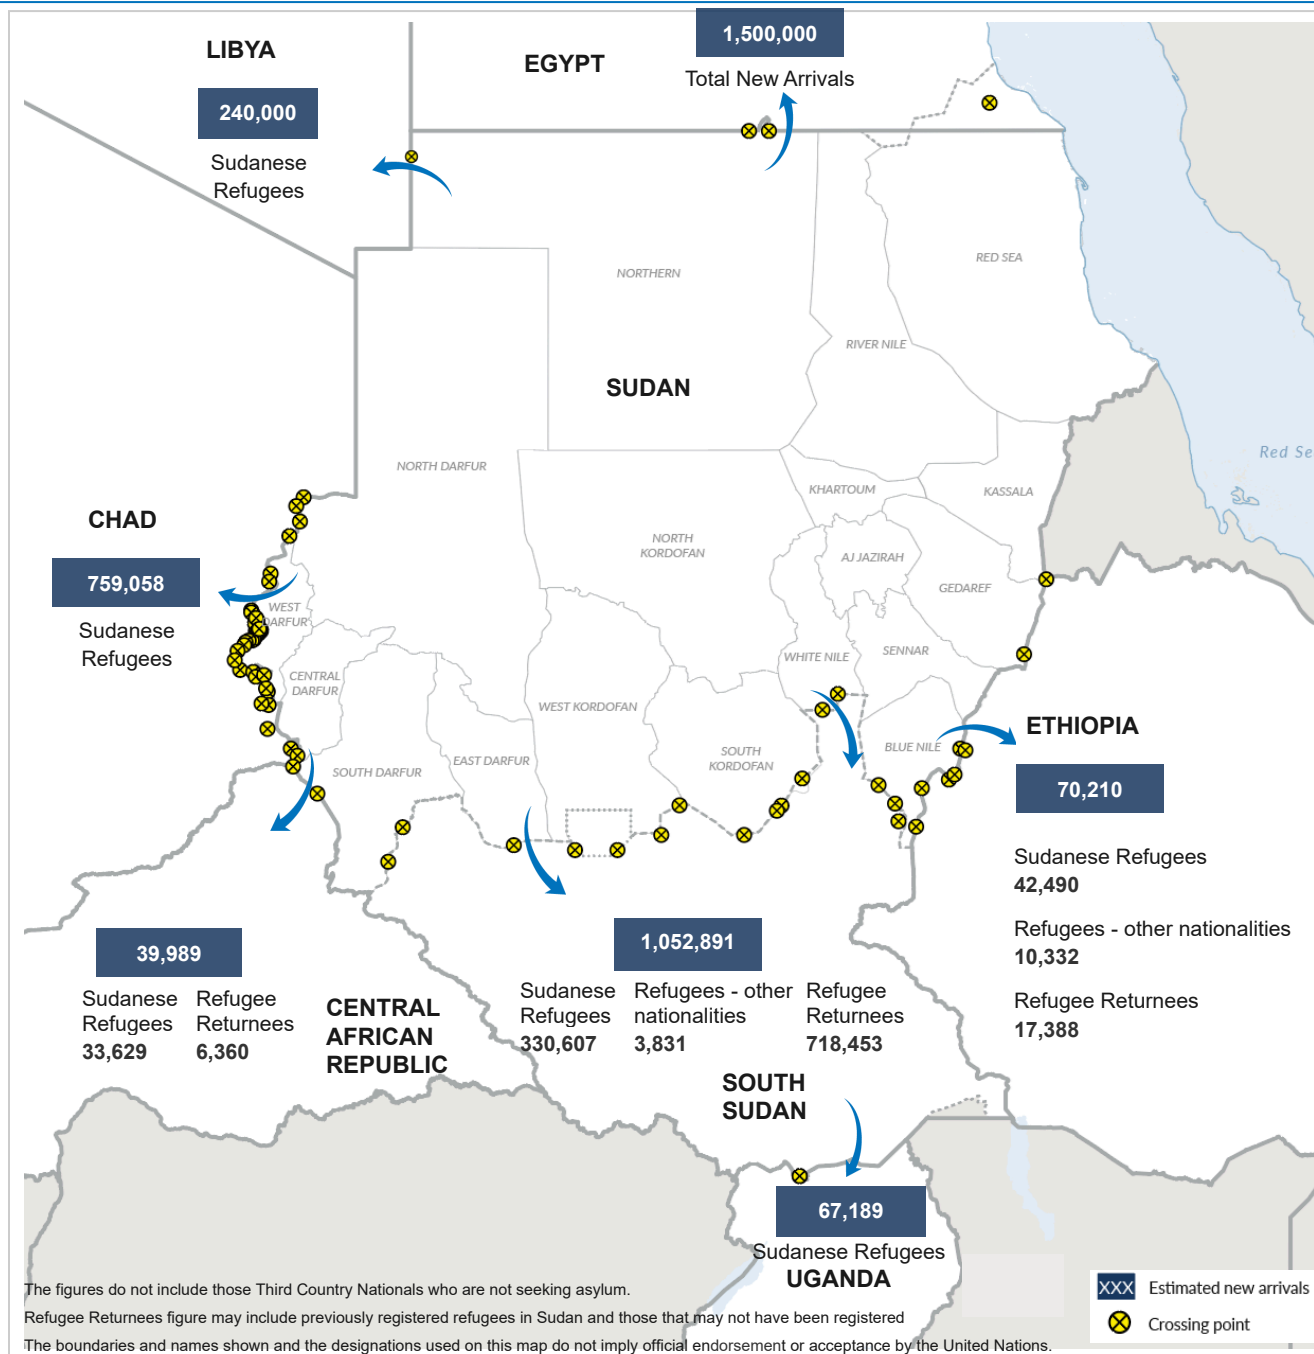 1,500,000
Total New Arrivals
LIBYA
EGYPT
240,000
Sudanese
Refugees
NORTHERN
RED SEA
RIVER NILE
SUDAN
Red Se
NORTH DARFUR
KHARTOUM
KASSALA
CHAD
NORTH
KORDOFAN
AJ JAZIRAH
GEDAREF
759,058
Sudanese
Refugees
WEST
DARFUR
CENTRAL
DARFUR
WHITE NILE
SENNAR
WEST KORDOFAN
SOUTH
KORDOFAN
BLUE NILE
EAST DARFUR
SOUTH DARFUR
ETHIOPIA
70,210
Sudanese Refugees
42,490
Refugees - other nationalities
10,332
Refugee Returnees
17,388
39,989
Sudanese
Refugees
33,629
Refugee
Returnees
6,360
CENTRAL
AFRICAN
REPUBLIC
1,052,891
Sudanese
Refugees
330,607
Refugees - other
nationalities
3,831
Refugee
Returnees
718,453
SOUTH
SUDAN
67,189
Sudanese Refugees
UGANDA
The figures do not include those Third Country Nationals who are not seeking asylum.
Refugee Returnees figure may include previously registered refugees in Sudan and those that may not have been registered
The boundaries and names shown and the designations used on this map do not imply official endorsement or acceptance by the United Nations.
XXX Estimated new arrivals
Crossing point